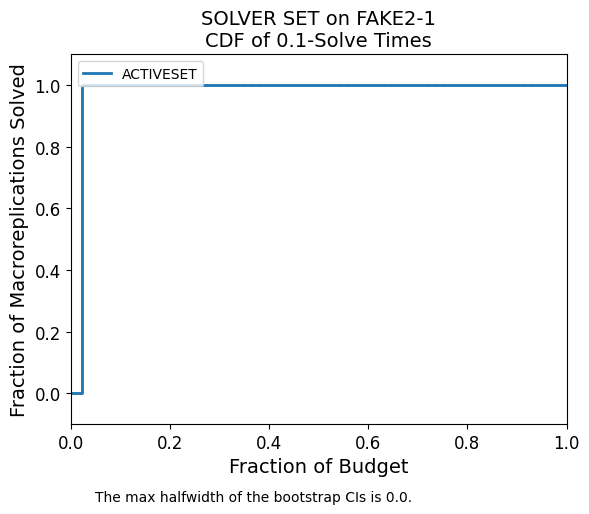 SOLVER SET on FAKE2-1
CDF of 0.1-Solve Times
ACTIVESET
Fraction of Macroreplications Solved
1.0
0.8
0.6
0.4
0.2
0.0
0.0 0.2 0.4 0.6 0.8 1.0
Fraction of Budget
The max halfwidth of the bootstrap CIs is 0.0.